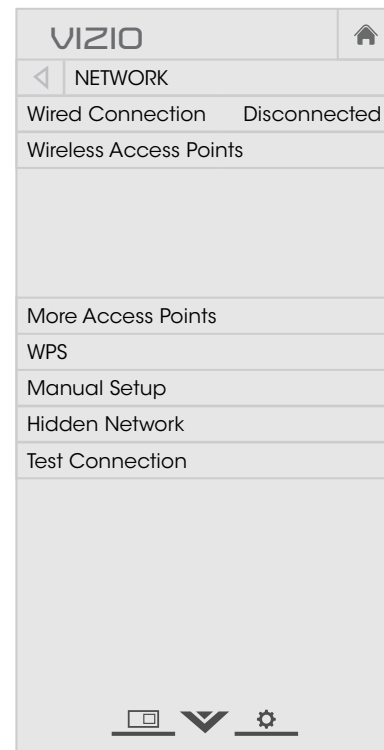 VIZIO
NETWORK
Wired Connection Disconnected
Wireless Access Points
More Access Points
WPS
Manual Setup
Hidden Network
Test Connection